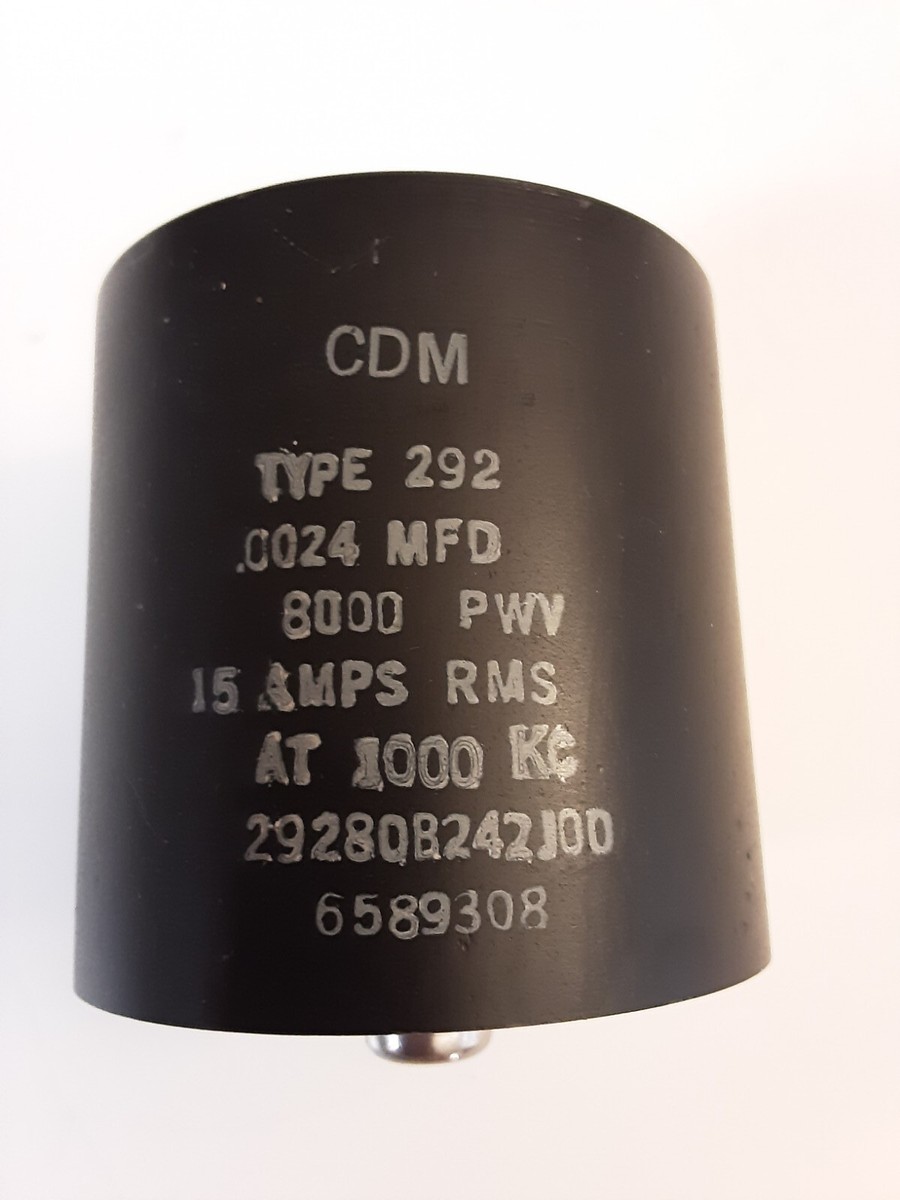 CDM
TYPE 292
.0024 MFD
8000 PWV
15 AMPS RMS
AT 1000 KC
29280B242J00
6589308